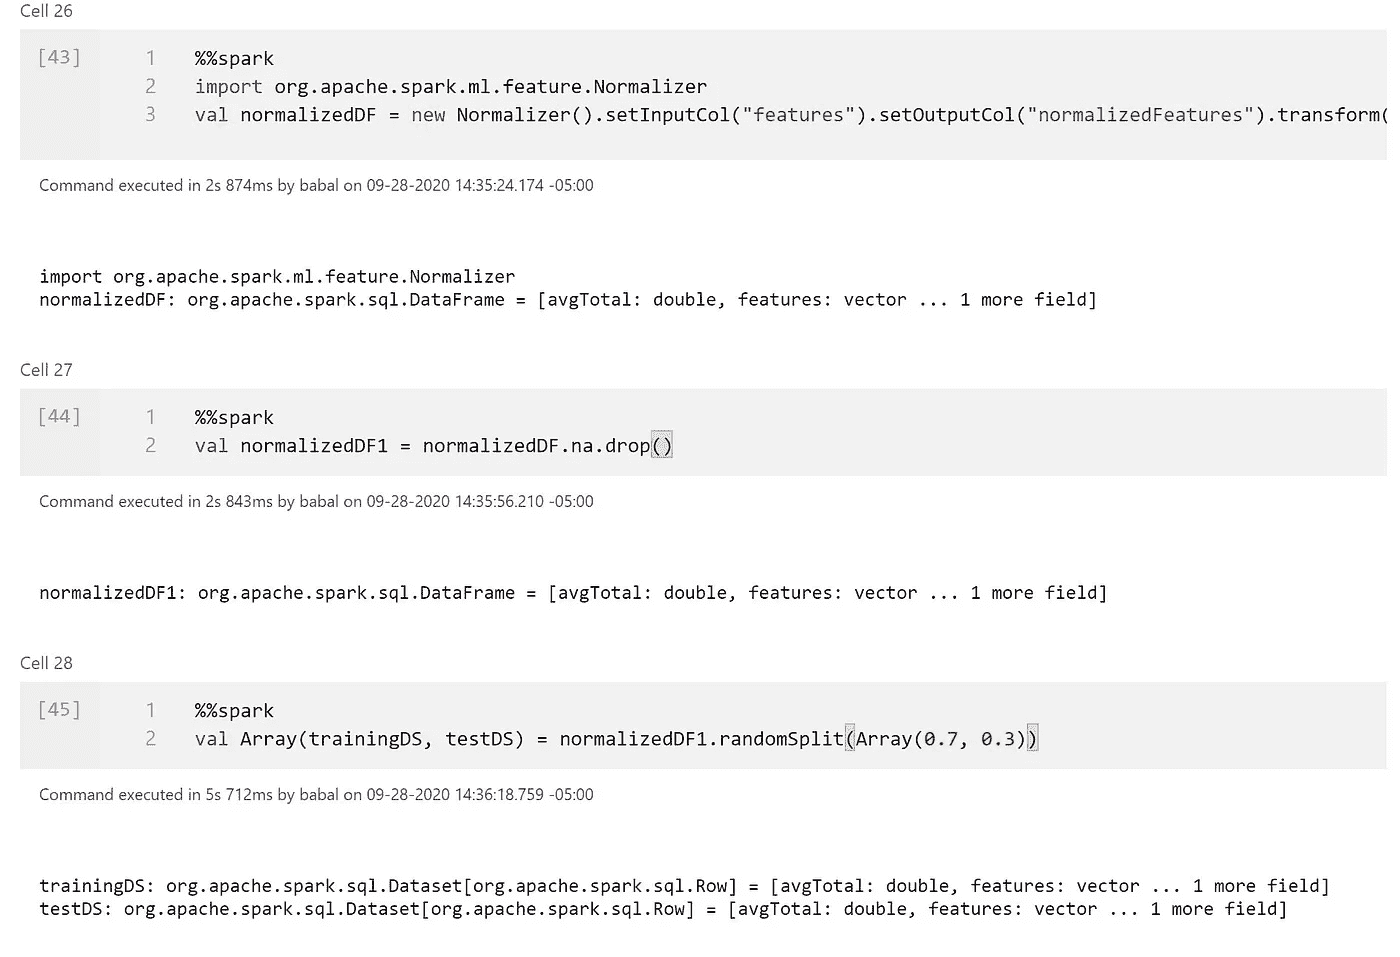 Cell 26
[43]
1 %%spark
2 import org.apache.spark.ml.feature.Normalizer
3 val normalizedDF = new Normalizer().setInputCol("features").setOutputCol("normalizedFeatures").transform(
Command executed in 2s 874ms by babal on 09-28-2020 14:35:24.174 -05:00
import org.apache.spark.ml.feature.Normalizer
normalizedDF: org.apache.spark.sql.DataFrame = [avgTotal: double, features: vector ... 1 more field]
Cell 27
[44]
1 %%spark
2 val normalizedDF1 = normalizedDF.na.drop()
Command executed in 2s 843ms by babal on 09-28-2020 14:35:56.210 -05:00
normalizedDF1: org.apache.spark.sql.DataFrame = [avgTotal: double, features: vector ... 1 more field]
Cell 28
[45]
1 %%spark
2 val Array(trainingDS, testDS) = normalizedDF1.randomSplit(Array(0.7, 0.3))
Command executed in 5s 712ms by babal on 09-28-2020 14:36:18.759 -05:00
trainingDS: org.apache.spark.sql.Dataset[org.apache.spark.sql.Row] = [avgTotal: double, features: vector ... 1 more field]
testDS: org.apache.spark.sql.Dataset[org.apache.spark.sql.Row] = [avgTotal: double, features: vector ... 1 more field]